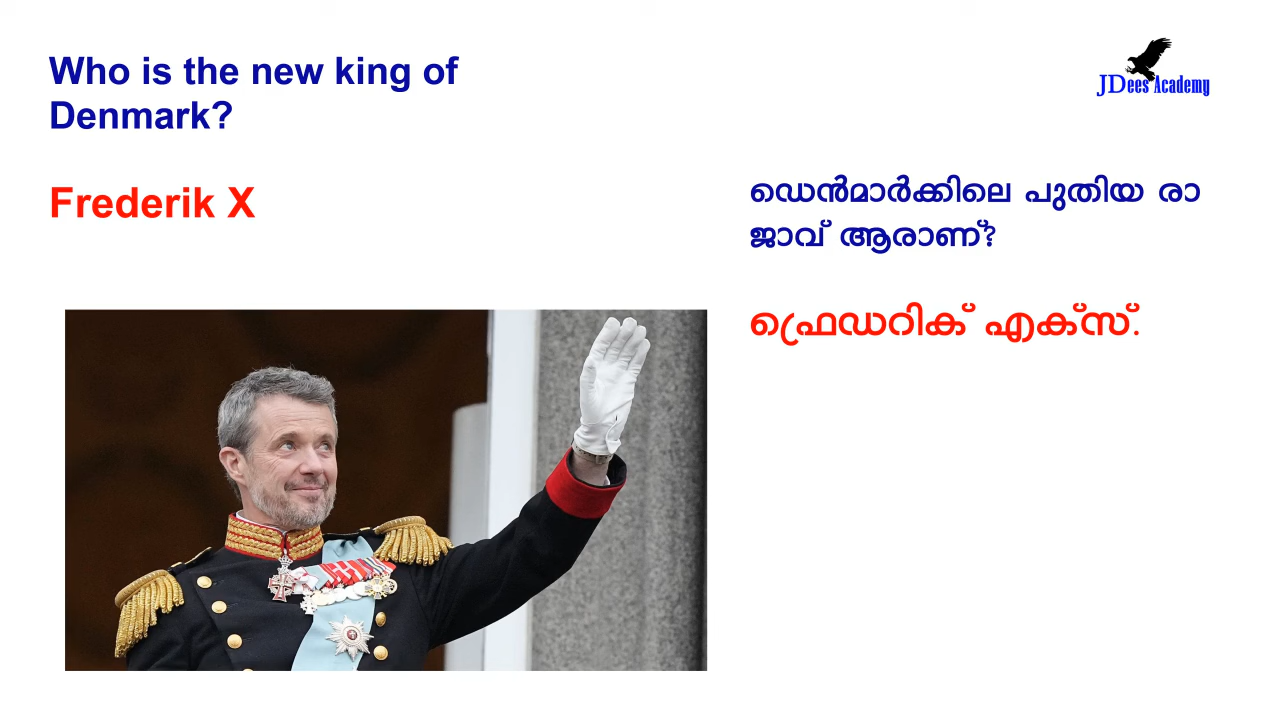 Who is the new king of
Denmark?
Frederik X
JDees Academy
ഡെൻമാർക്കിലെ പുതിയ രാ
ജാവ് ആരാണ്?
ഫ്രെഡറിക് എക്സ്.